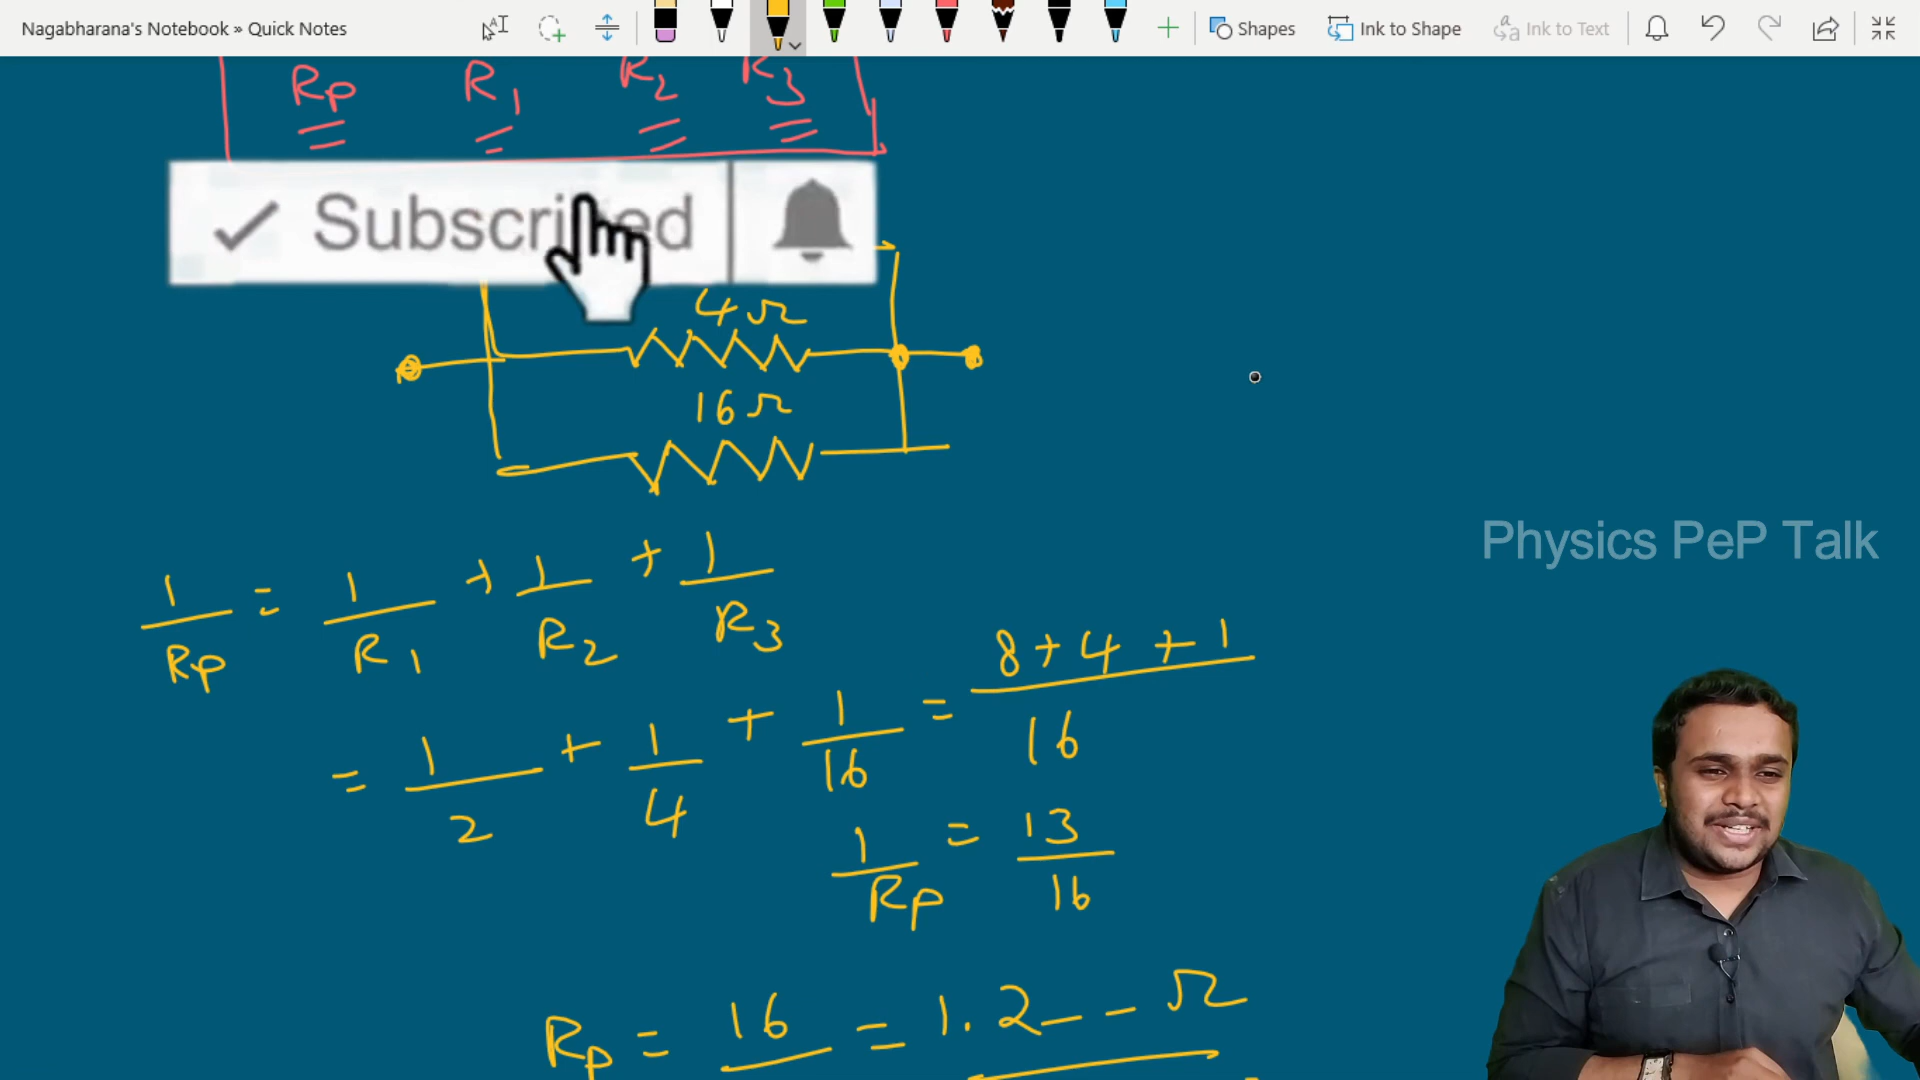 Nagabharana's Notebook » Quick Notes
Shapes Ink to Shape Ink to Text
Rp R1 R2 R3
Subscribed
4Ω
16Ω
Physics PeP Talk
1/Rp = 1/R1 + 1/R2 + 1/R3
= 1/2 + 1/4 + 1/16 = 8+4+1/16
1/Rp = 13/16
Rp = 16 = 1.2-- Ω